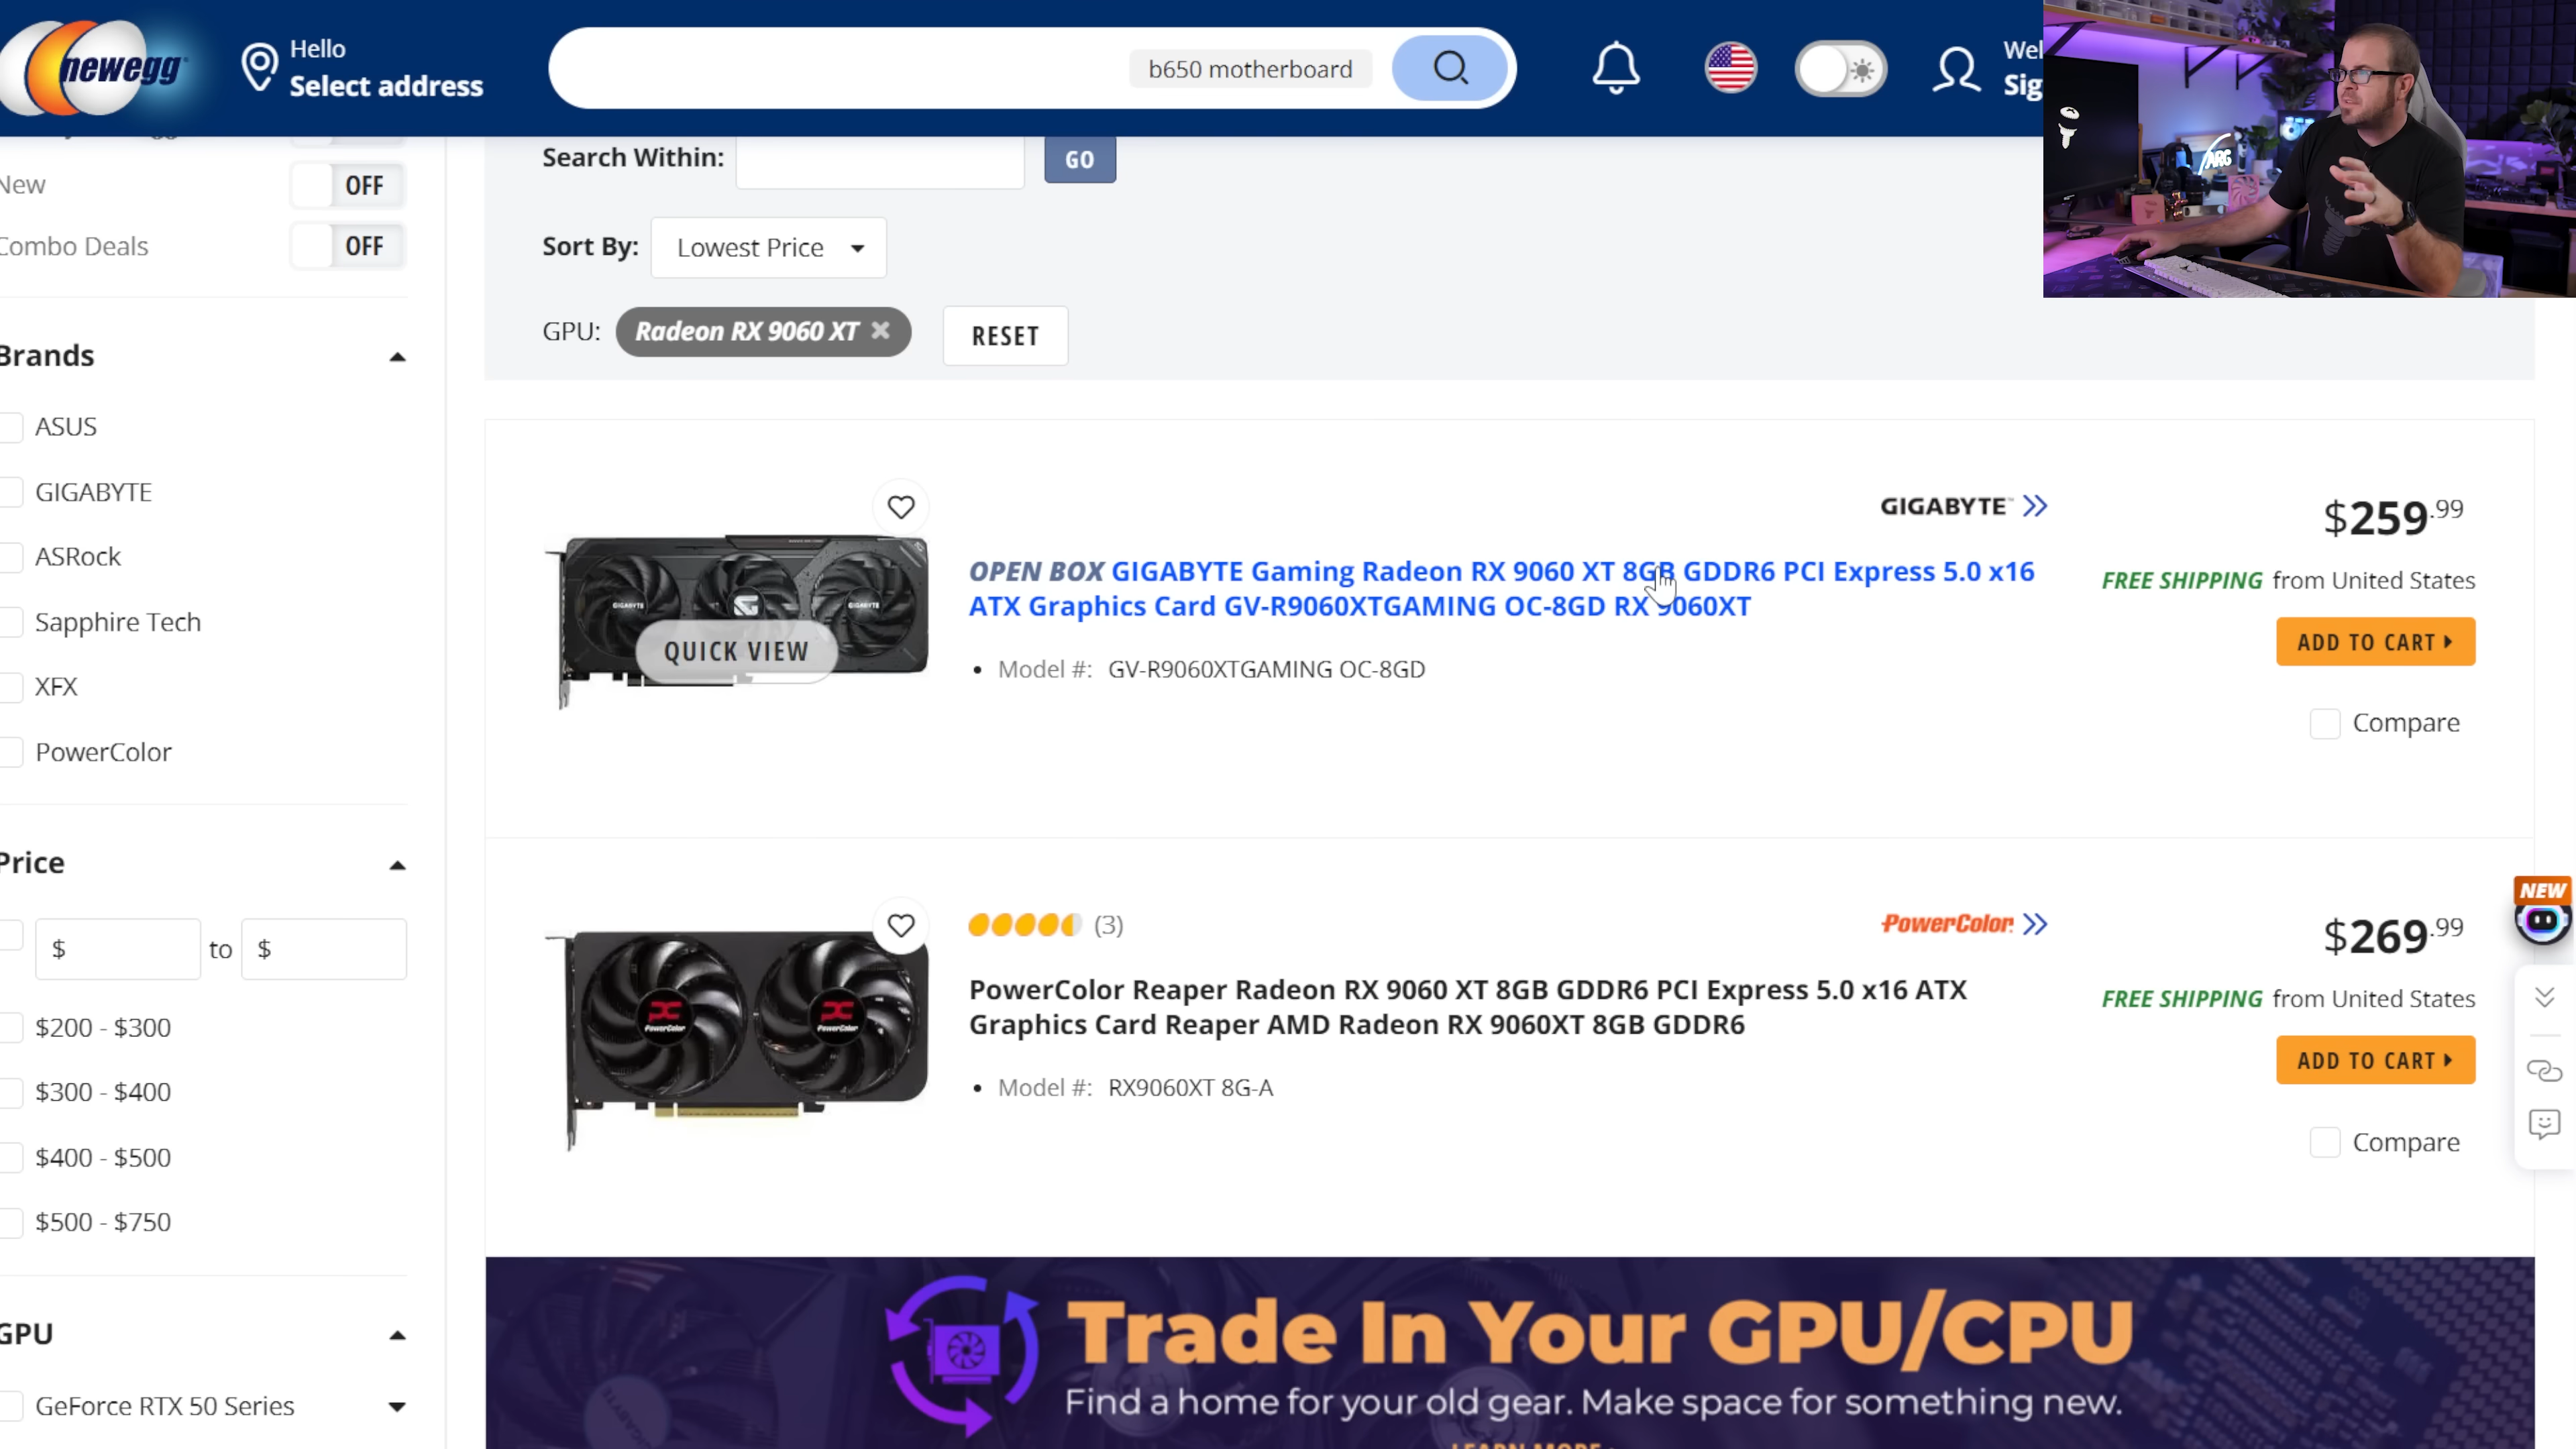 newegg
Hello
Select address
b650 motherboard
Wel
Sig
ARG
New OFF
Combo Deals OFF
Brands
ASUS
GIGABYTE
ASRock
Sapphire Tech
XFX
PowerColor
Price
$ to $
$200 - $300
$300 - $400
$400 - $500
$500 - $750
GPU
GeForce RTX 50 Series
Search Within: GO
Sort By: Lowest Price
GPU: Radeon RX 9060 XT RESET
GIGABYTE
QUICK VIEW
OPEN BOX GIGABYTE Gaming Radeon RX 9060 XT 8GB GDDR6 PCI Express 5.0 x16
ATX Graphics Card GV-R9060XTGAMING OC-8GD RX 9060XT
Model #: GV-R9060XTGAMING OC-8GD
$259.99
FREE SHIPPING from United States
ADD TO CART
Compare
(3)
PowerColor
PowerColor Reaper Radeon RX 9060 XT 8GB GDDR6 PCI Express 5.0 x16 ATX
Graphics Card Reaper AMD Radeon RX 9060XT 8GB GDDR6
Model #: RX9060XT 8G-A
$269.99
FREE SHIPPING from United States
ADD TO CART
Compare
NEW
Trade In Your GPU/CPU
Find a home for your old gear. Make space for something new.
LEARN MORE